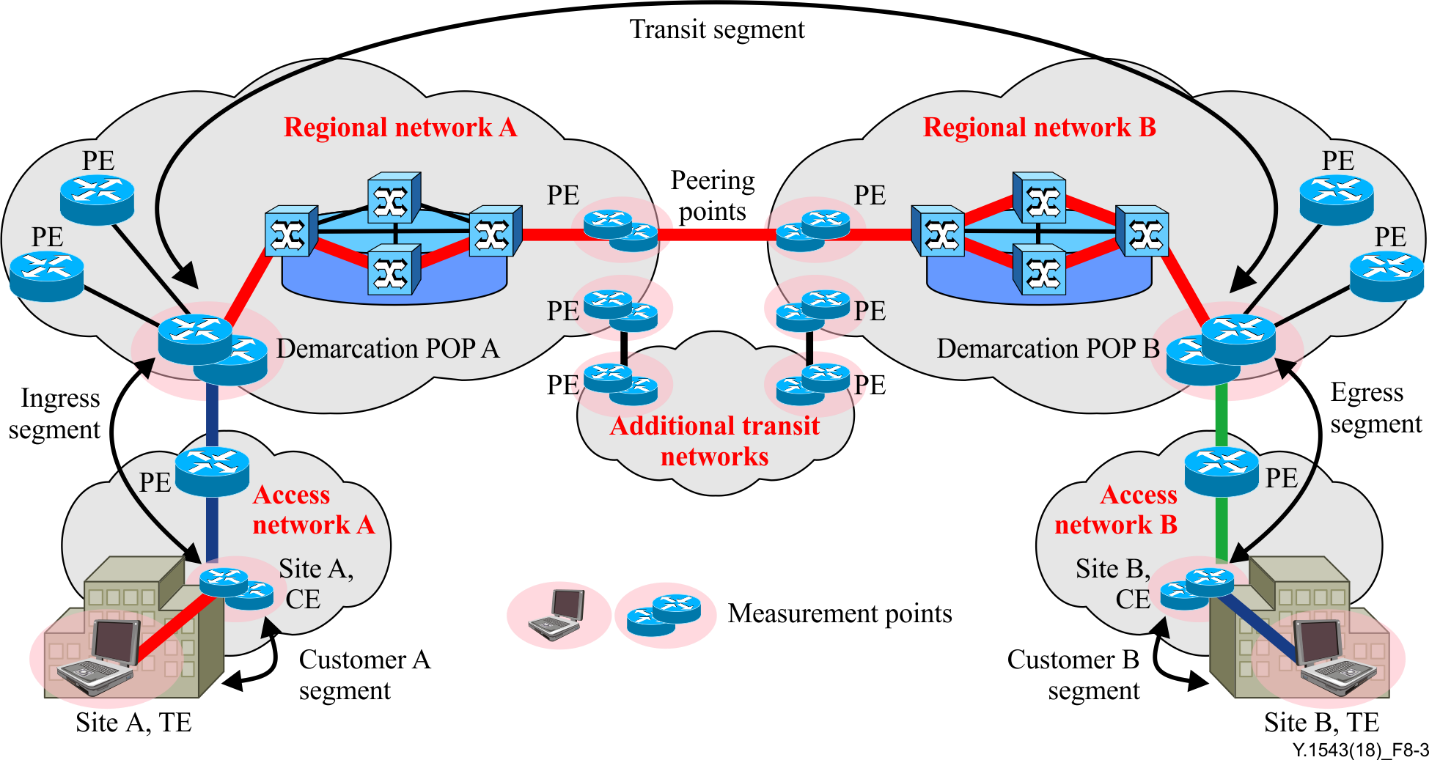 Transit segment
Regional network A
Regional network B
PE
PE
PE
Peering
points
PE
PE
PE
PE
PE
Demarcation POP A
Demarcation POP B
PE
PE
Ingress
segment
Egress
segment
Additional transit
networks
PE
Access
network A
Access
network B
PE
Site A,
CE
Site B,
CE
Measurement points
Customer A
segment
Customer B
segment
Site A, TE
Site B, TE
Y.1543(18)_F8-3